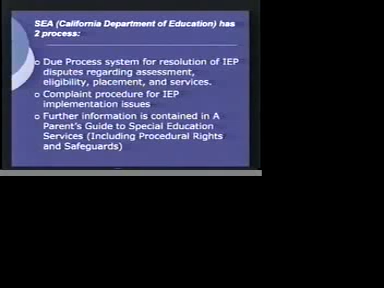 SEA (California Department of Education) has
2 process:
Due Process system for resolution of IEP
disputes regarding assessment,
eligibility, placement, and services.
Complaint procedure for IEP
implementation issues
Further information is contained in A
Parent's Guide to Special Education
Services (Including Procedural Rights
and Safeguards)